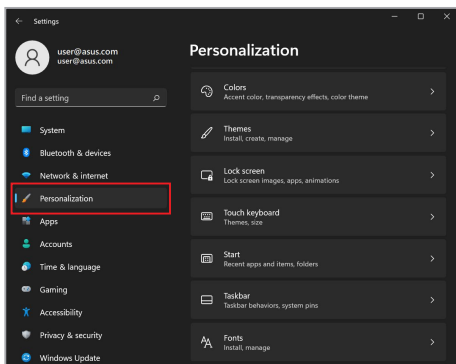 Settings
user@asus.com
user@asus.com
Find a setting
System
Bluetooth & devices
Network & internet
Personalization
Apps
Accounts
Time & language
Gaming
Accessibility
Privacy & security
Windows Update
Personalization
Colors
Accent color, transparency effects, color theme
Themes
Install, create, manage
Lock screen
Lock screen images, apps, animations
Touch keyboard
Themes, size
Start
Recent apps and items, folders
Taskbar
Taskbar behaviors, system pins
Fonts
Install, manage